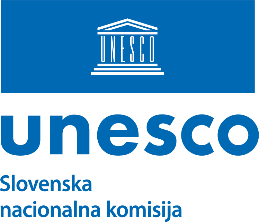 UNESCO
unesco
Slovenska
nacionalna komisija